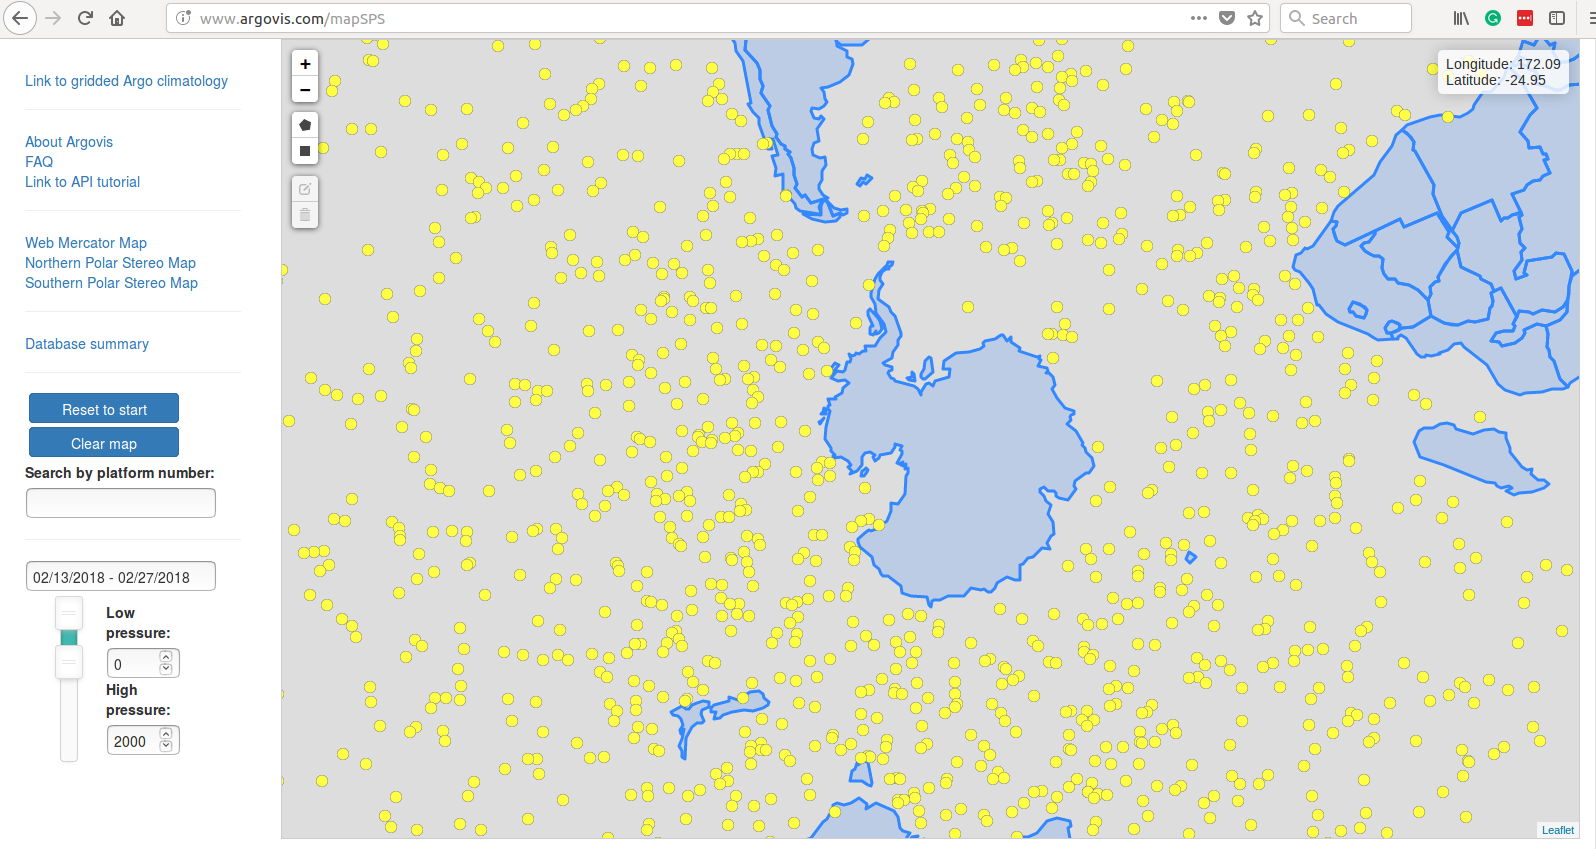 www.argovis.com/mapSPS
Search
Link to gridded Argo climatology
About Argovis
FAQ
Link to API tutorial
Web Mercator Map
Northern Polar Stereo Map
Southern Polar Stereo Map
Database summary
Reset to start
Clear map
Search by platform number:
02/13/2018 - 02/27/2018
Low
pressure:
0
High
pressure:
2000
+
−
Longitude: 172.09
Latitude: -24.95
Leaflet